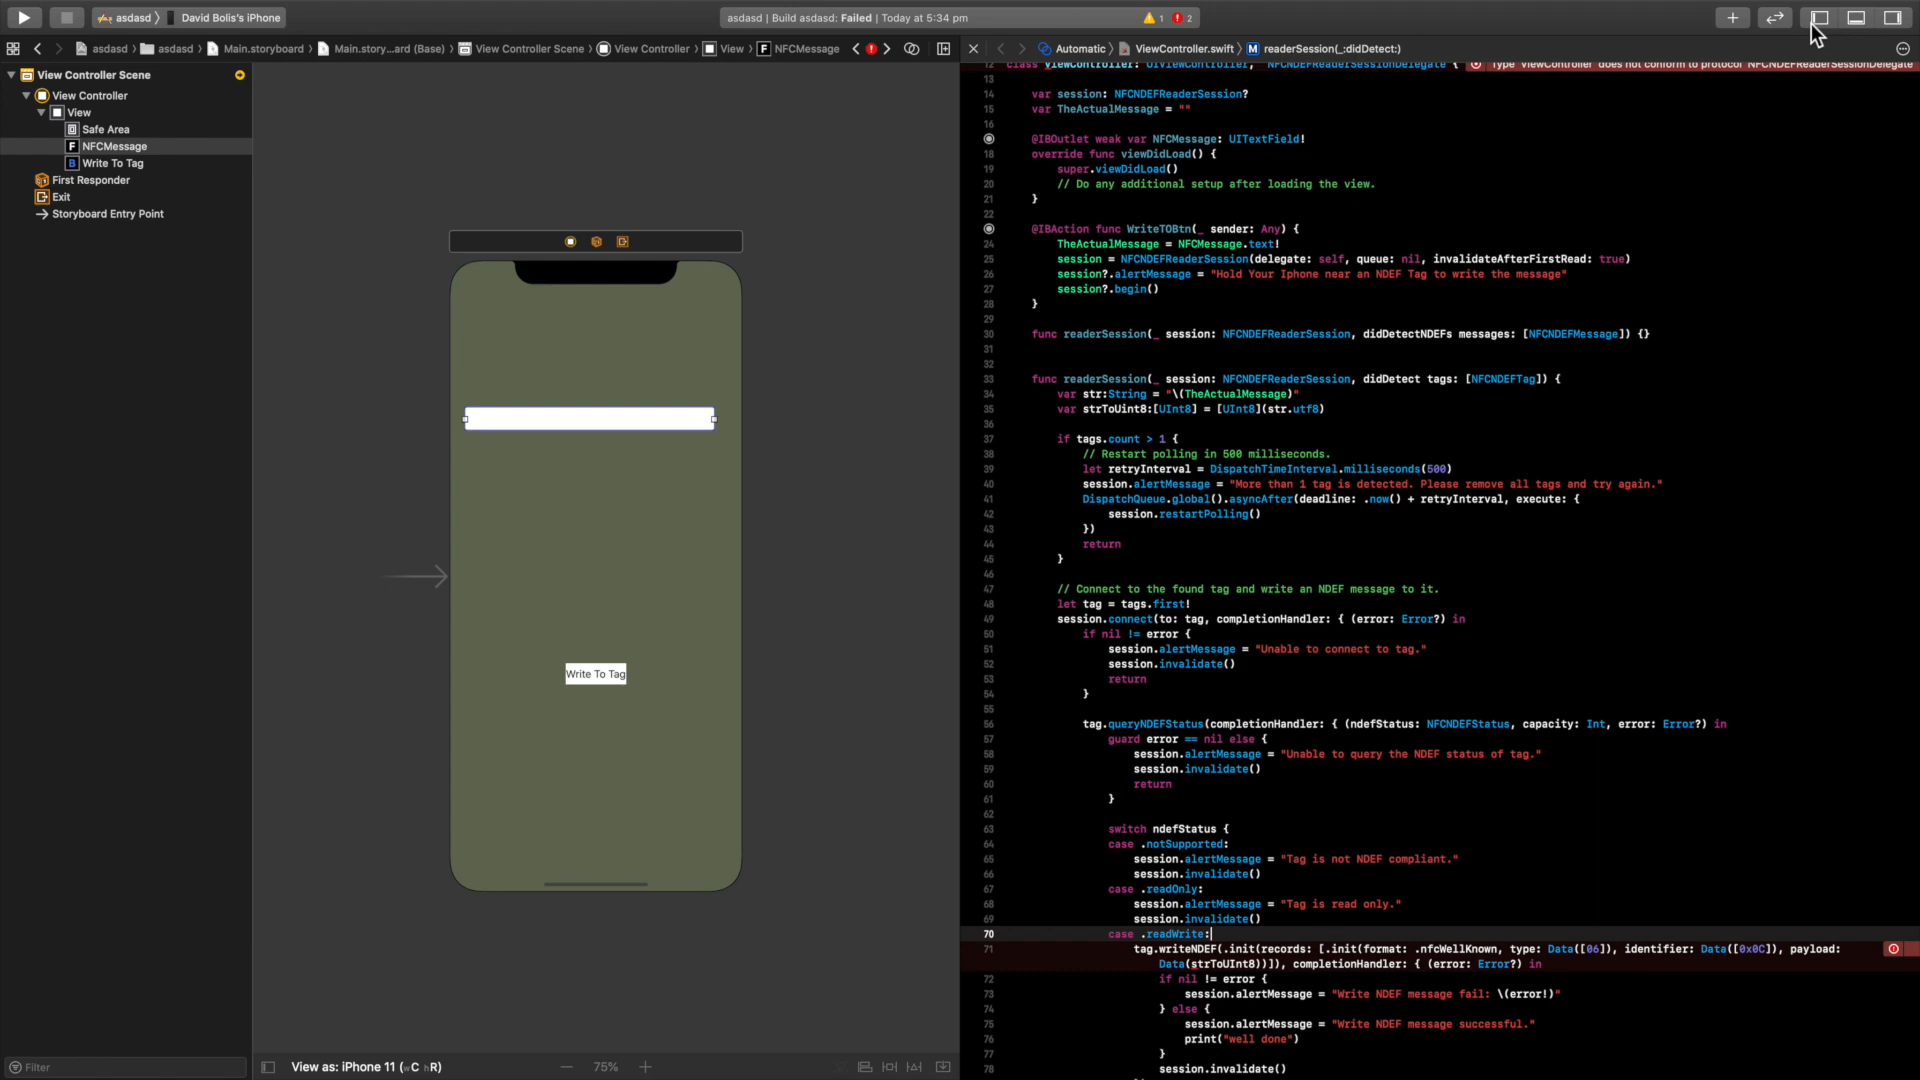 asdasd 〉 David Bolis's iPhone
asdasd | Build asdasd: Failed | Today at 5:34 pm
1
2
asdasd 〉 asdasd 〉 Main.storyboard 〉 Main.story...ard (Base) 〉 View Controller Scene 〉 View Controller 〉 View 〉 F NFCMessage
Automatic 〉 ViewController.swift 〉 M readerSession(_:didDetect:)
View Controller Scene
View Controller
View
Safe Area
F NFCMessage
B Write To Tag
First Responder
Exit
Storyboard Entry Point
Write To Tag
Filter
View as: iPhone 11 (wC hR)
75%
12 class ViewController: UIViewController, NFCNDEFReaderSessionDelegate {
Type 'ViewController' does not conform to protocol 'NFCNDEFReaderSessionDelegate'
13
14 var session: NFCNDEFReaderSession?
15 var TheActualMessage = ""
16
@IBOutlet weak var NFCMessage: UITextField!
18 override func viewDidLoad() {
19 super.viewDidLoad()
20 // Do any additional setup after loading the view.
21 }
22
@IBAction func WriteTOBtn(_ sender: Any) {
24 TheActualMessage = NFCMessage.text!
25 session = NFCNDEFReaderSession(delegate: self, queue: nil, invalidateAfterFirstRead: true)
26 session?.alertMessage = "Hold Your Iphone near an NDEF Tag to write the message"
27 session?.begin()
28 }
29
30 func readerSession(_ session: NFCNDEFReaderSession, didDetectNDEFs messages: [NFCNDEFMessage]) {}
31
32
33 func readerSession(_ session: NFCNDEFReaderSession, didDetect tags: [NFCNDEFTag]) {
34 var str:String = "\(TheActualMessage)"
35 var strToUint8:[UInt8] = [UInt8](str.utf8)
36
37 if tags.count > 1 {
38 // Restart polling in 500 milliseconds.
39 let retryInterval = DispatchTimeInterval.milliseconds(500)
40 session.alertMessage = "More than 1 tag is detected. Please remove all tags and try again."
41 DispatchQueue.global().asyncAfter(deadline: .now() + retryInterval, execute: {
42 session.restartPolling()
43 })
44 return
45 }
46
47 // Connect to the found tag and write an NDEF message to it.
48 let tag = tags.first!
49 session.connect(to: tag, completionHandler: { (error: Error?) in
50 if nil != error {
51 session.alertMessage = "Unable to connect to tag."
52 session.invalidate()
53 return
54 }
55
56 tag.queryNDEFStatus(completionHandler: { (ndefStatus: NFCNDEFStatus, capacity: Int, error: Error?) in
57 guard error == nil else {
58 session.alertMessage = "Unable to query the NDEF status of tag."
59 session.invalidate()
60 return
61 }
62
63 switch ndefStatus {
64 case .notSupported:
65 session.alertMessage = "Tag is not NDEF compliant."
66 session.invalidate()
67 case .readOnly:
68 session.alertMessage = "Tag is read only."
69 session.invalidate()
70 case .readWrite:
71 tag.writeNDEF(.init(records: [.init(format: .nfcWellKnown, type: Data([06]), identifier: Data([0x0C]), payload:
Data(strToUInt8))]), completionHandler: { (error: Error?) in
72 if nil != error {
73 session.alertMessage = "Write NDEF message fail: \(error!)"
74 } else {
75 session.alertMessage = "Write NDEF message successful."
76 print("well done")
77 }
78 session.invalidate()